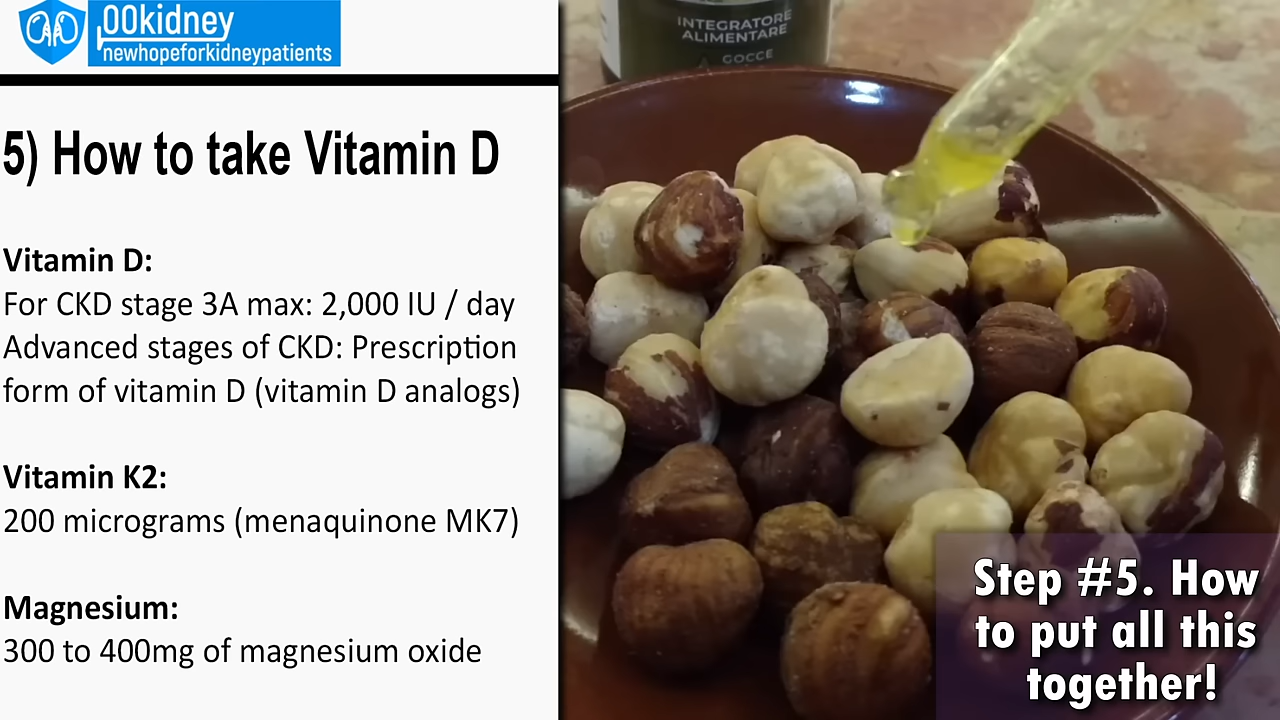 00kidney
newhopeforkidneypatients
5) How to take Vitamin D
Vitamin D:
For CKD stage 3A max: 2,000 IU / day
Advanced stages of CKD: Prescription
form of vitamin D (vitamin D analogs)
Vitamin K2:
200 micrograms (menaquinone MK7)
Magnesium:
300 to 400mg of magnesium oxide
INTEGRATORE
ALIMENTARE
GOCCE
Step #5. How
to put all this
together!